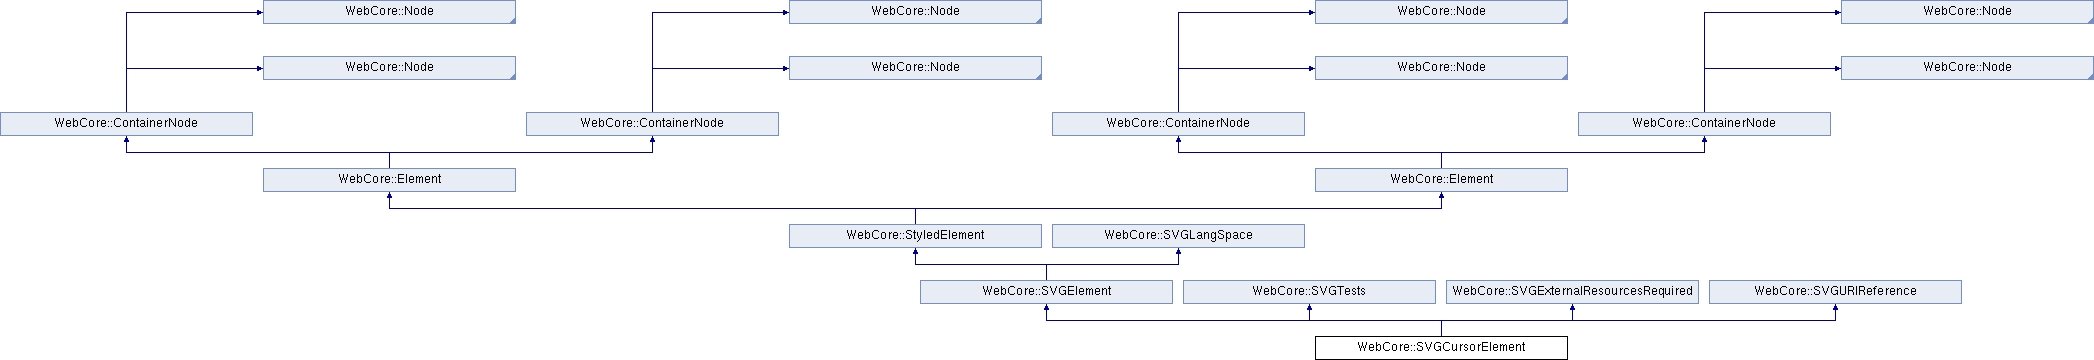 WebCore::Node
WebCore::Node
WebCore::Node
WebCore::Node
WebCore::Node
WebCore::Node
WebCore::Node
WebCore::Node
WebCore::ContainerNode
WebCore::ContainerNode
WebCore::ContainerNode
WebCore::ContainerNode
WebCore::Element
WebCore::Element
WebCore::StyledElement
WebCore::SVGLangSpace
WebCore::SVGElement
WebCore::SVGTests
WebCore::SVGExternalResourcesRequired
WebCore::SVGURIReference
WebCore::SVGCursorElement